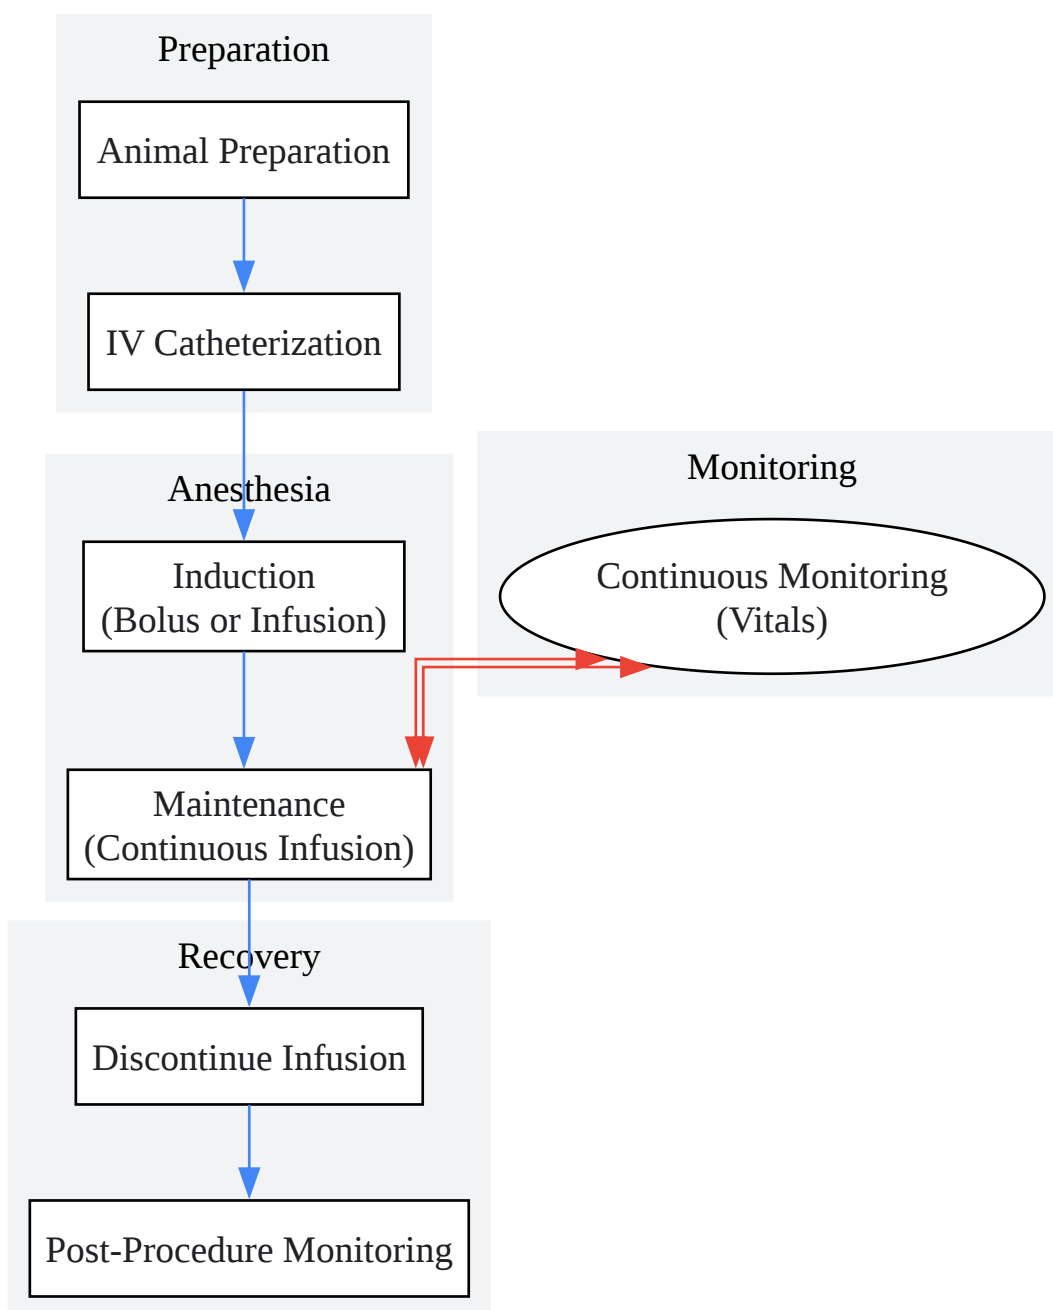 Preparation
Animal Preparation
IV Catheterization
Anesthesia
Induction
(Bolus or Infusion)
Maintenance
(Continuous Infusion)
Monitoring
Continuous Monitoring
(Vitals)
Recovery
Discontinue Infusion
Post-Procedure Monitoring